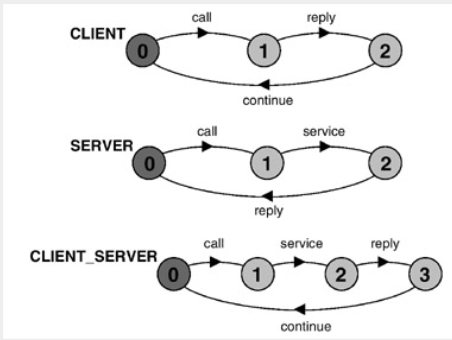 call reply
CLIENT
0 1 2
continue
call service
SERVER
0 1 2
reply
call service reply
CLIENT_SERVER
0 1 2 3
continue